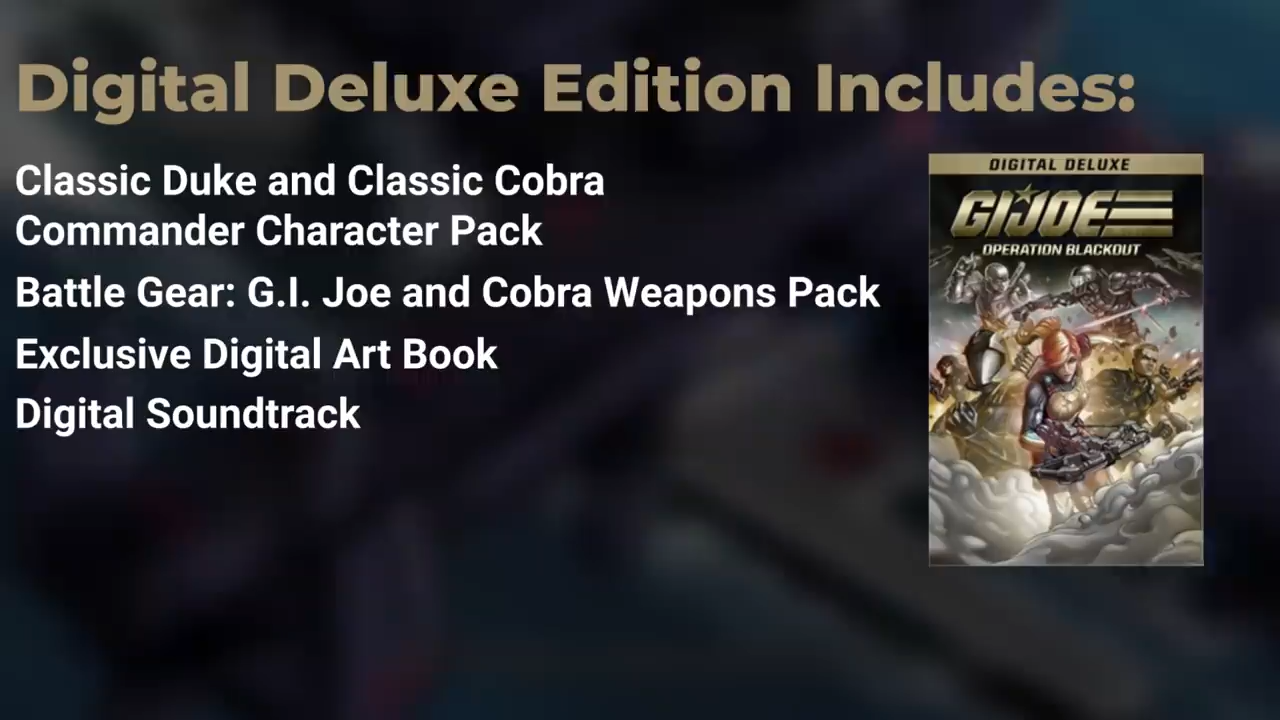 Digital Deluxe Edition Includes:
Classic Duke and Classic Cobra
Commander Character Pack
Battle Gear: G.I. Joe and Cobra Weapons Pack
Exclusive Digital Art Book
Digital Soundtrack
DIGITAL DELUXE
GI JOE
OPERATION BLACKOUT